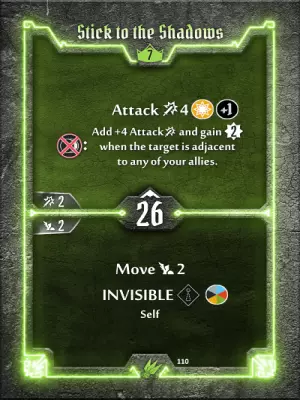 Stick to the Shadows
7
Attack 4 +1
Add +4 Attack and gain 2
: when the target is adjacent
to any of your allies.
2
26
2
Move 2
INVISIBLE
Self
110